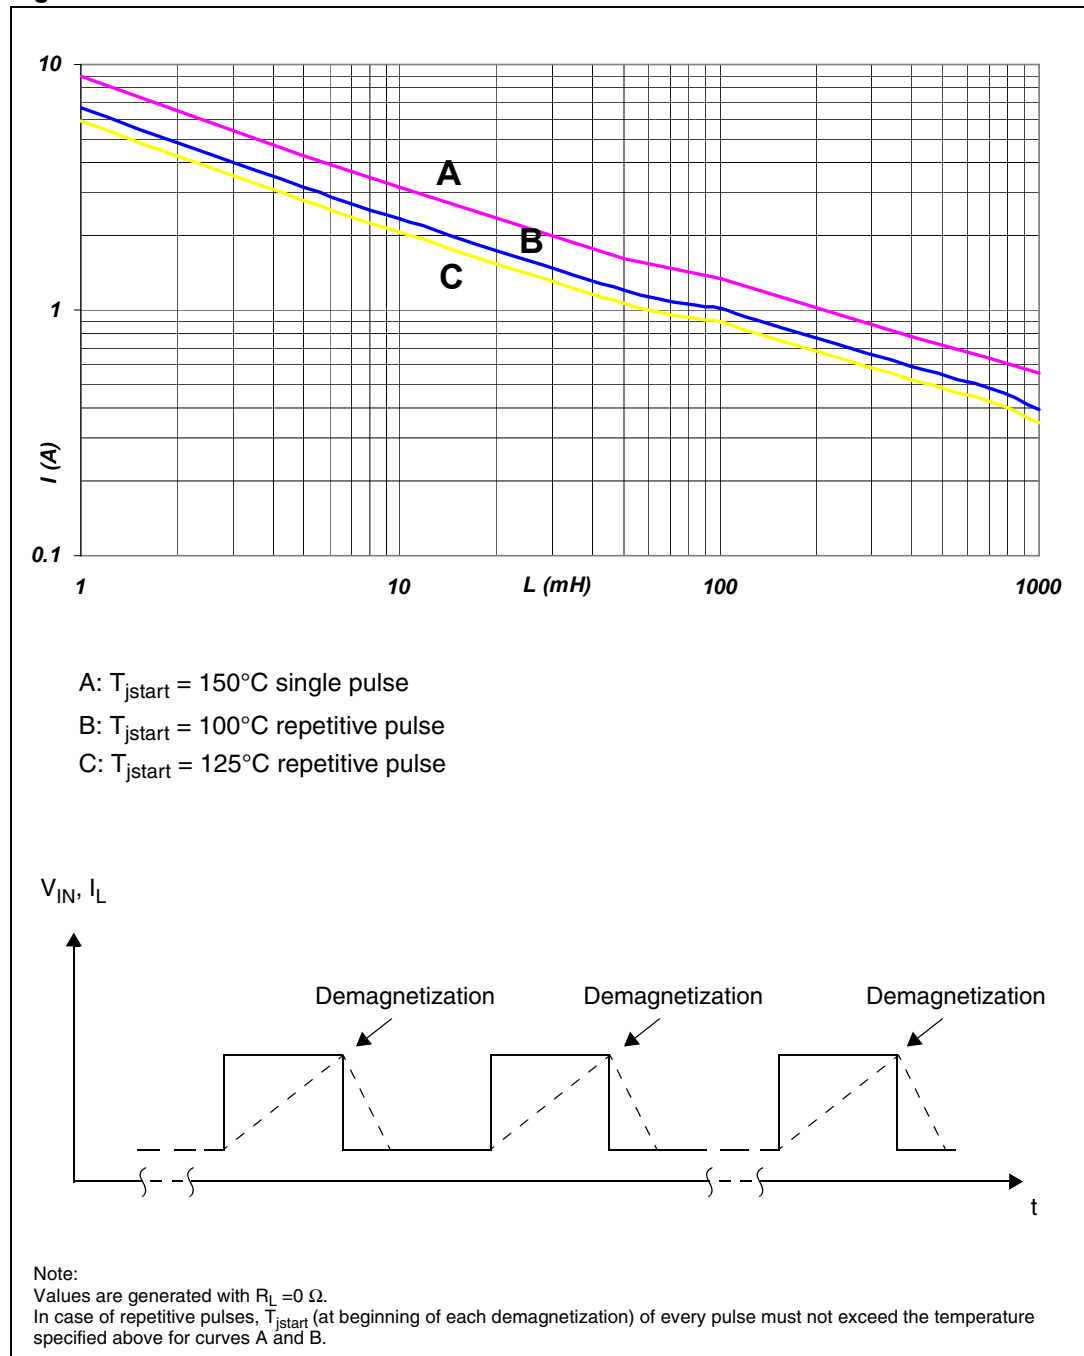 10
A
B
C
1
I (A)
0.1
1
10
L (mH)
100
1000
A: Tjstart = 150°C single pulse
B: Tjstart = 100°C repetitive pulse
C: Tjstart = 125°C repetitive pulse
VIN, IL
Demagnetization
Demagnetization
Demagnetization
t
Note:
Values are generated with RL =0 Ω.
In case of repetitive pulses, Tjstart (at beginning of each demagnetization) of every pulse must not exceed the temperature
specified above for curves A and B.